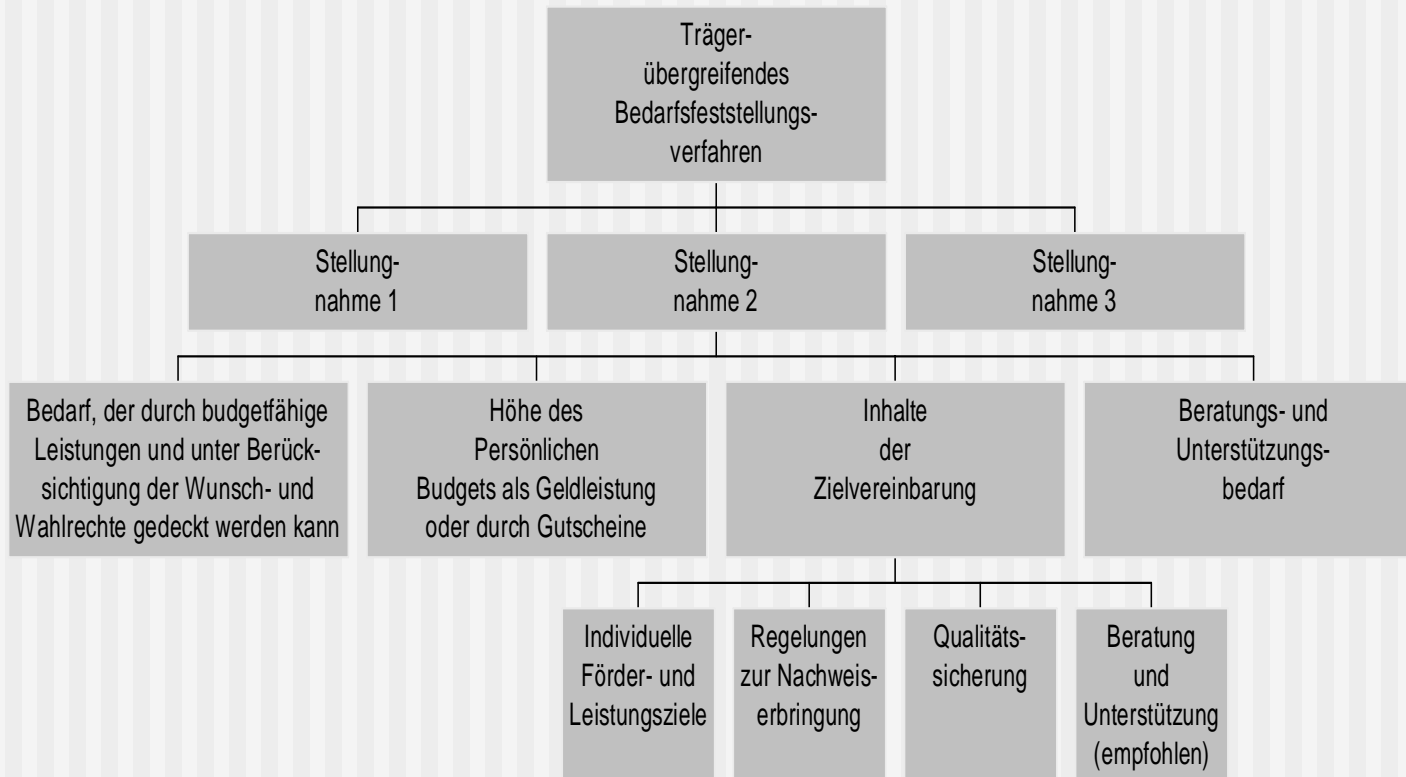 Träger-
übergreifendes
Bedarfsfeststellungs-
verfahren
Stellung-
nahme 1
Stellung-
nahme 2
Stellung-
nahme 3
Bedarf, der durch budgetfähige
Leistungen und unter Berück-
sichtigung der Wunsch- und
Wahlrechte gedeckt werden kann
Höhe des
Persönlichen
Budgets als Geldleistung
oder durch Gutscheine
Inhalte
der
Zielvereinbarung
Beratungs- und
Unterstützungs-
bedarf
Individuelle
Förder- und
Leistungsziele
Regelungen
zur Nachweis-
erbringung
Qualitäts-
sicherung
Beratung
und
Unterstützung
(empfohlen)